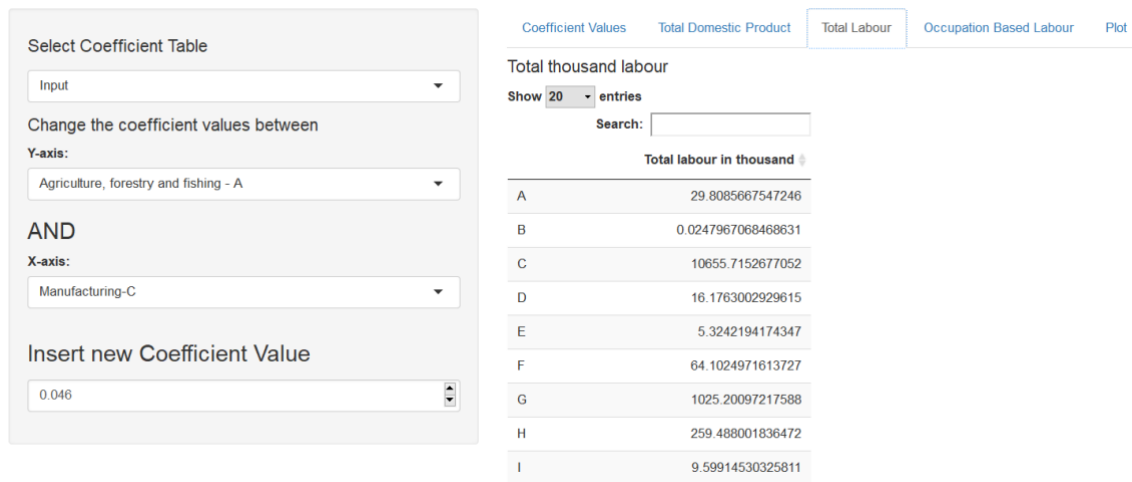 Select Coefficient Table
Input
Change the coefficient values between
Y-axis:
Agriculture, forestry and fishing - A
AND
X-axis:
Manufacturing-C
Insert new Coefficient Value
0.046
Coefficient Values Total Domestic Product Total Labour Occupation Based Labour Plot
Total thousand labour
Show 20 entries
Search:
Total labour in thousand
A 29.8085667547246
B 0.0247967068468631
C 10655.7152677052
D 16.1763002929615
E 5.3242194174347
F 64.1024971613727
G 1025.20097217588
H 259.488001836472
I 9.59914530325811